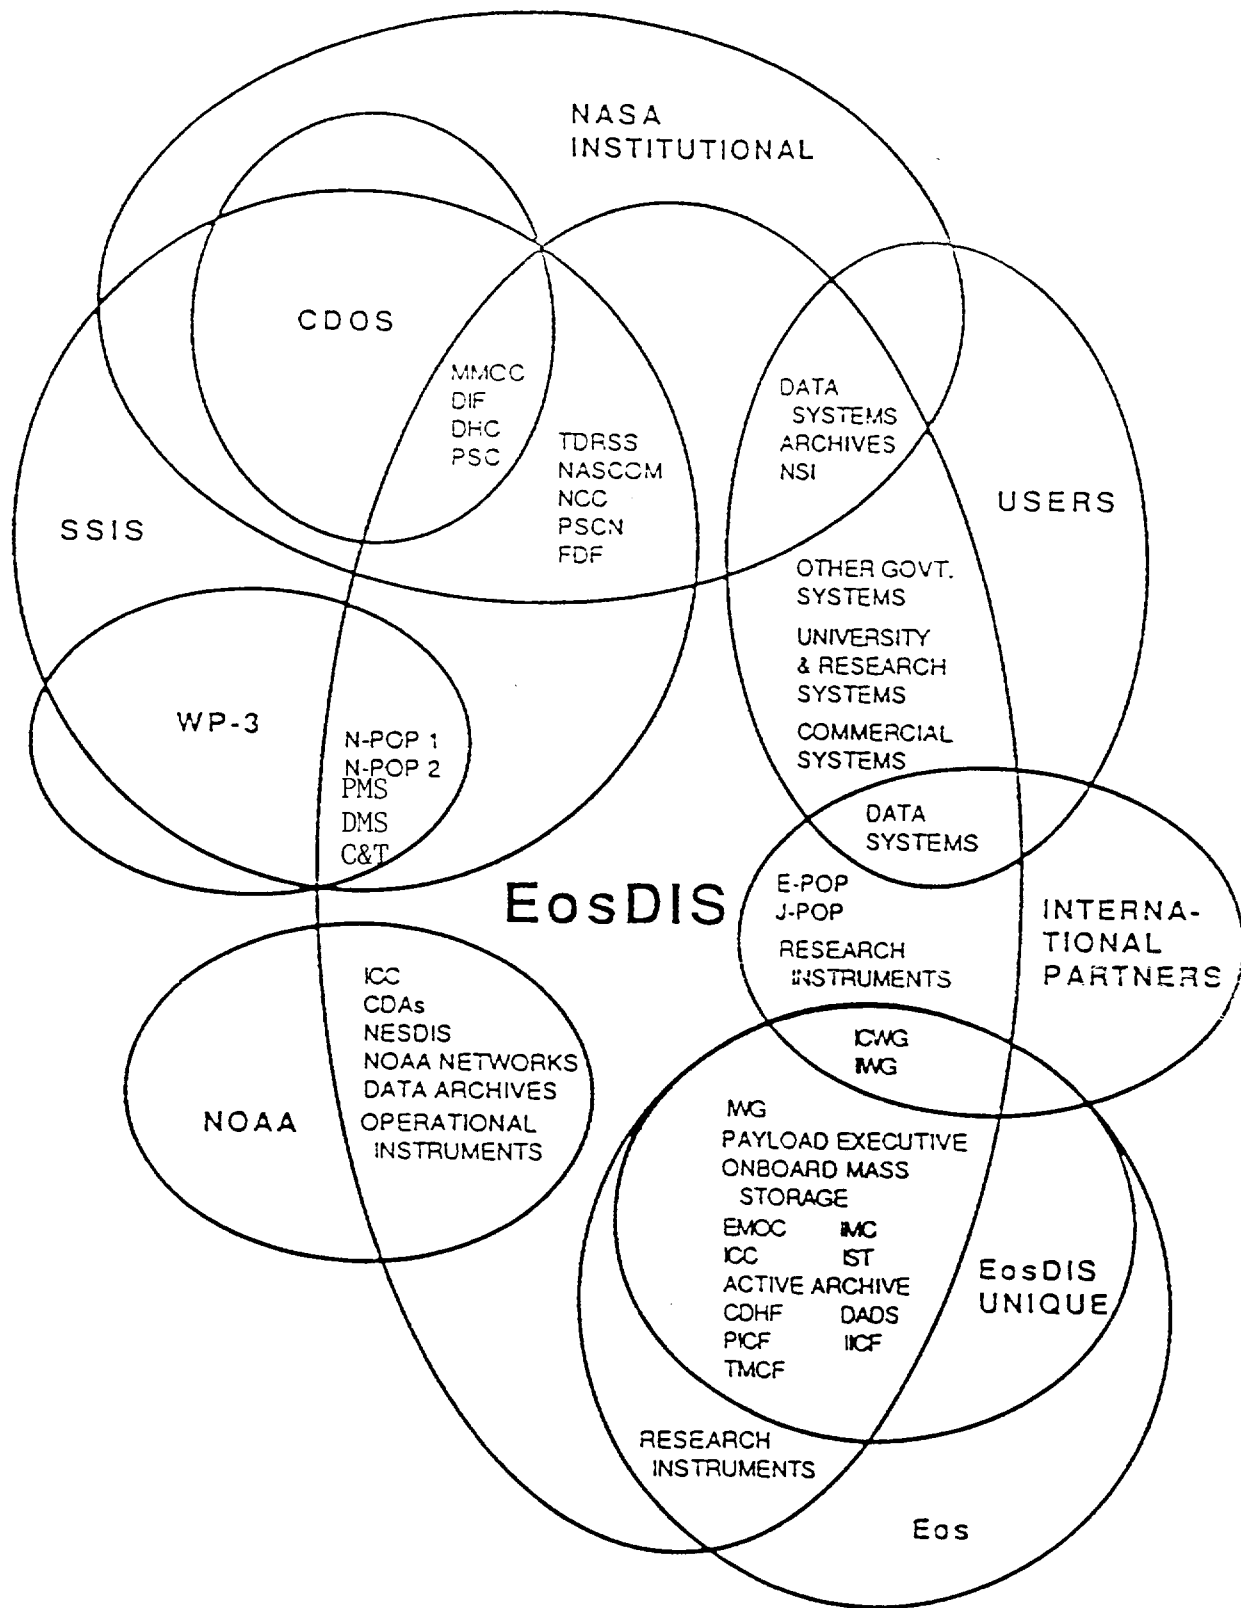 NASA
INSTITUTIONAL
CDOS
MMCC
DIF
DHC
PSC
TDRSS
NASCOM
NCC
PSCN
FDF
DATA
SYSTEMS
ARCHIVES
NSI
USERS
SSIS
OTHER GOVT.
SYSTEMS
UNIVERSITY
& RESEARCH
SYSTEMS
COMMERCIAL
SYSTEMS
WP-3
N-POP 1
N-POP 2
PMS
DMS
C&T
DATA
SYSTEMS
EosDIS
E-POP
J-POP
RESEARCH
INSTRUMENTS
INTERNA-
TIONAL
PARTNERS
NOAA
ICC
CDAs
NESDIS
NOAA NETWORKS
DATA ARCHIVES
OPERATIONAL
INSTRUMENTS
ICWG
IWG
IWG
PAYLOAD EXECUTIVE
ONBOARD MASS
STORAGE
EMOC IMC
ICC IST
ACTIVE ARCHIVE
CDHF DADS
PICF IICF
TMCF
EosDIS
UNIQUE
RESEARCH
INSTRUMENTS
Eos